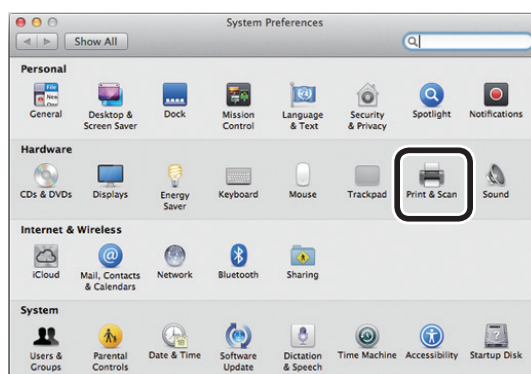 System Preferences
Show All
Personal
General
Desktop & Screen Saver
Dock
Mission Control
Language & Text
Security & Privacy
Spotlight
Notifications
Hardware
CDs & DVDs
Displays
Energy Saver
Keyboard
Mouse
Trackpad
Print & Scan
Sound
Internet & Wireless
iCloud
Mail, Contacts & Calendars
Network
Bluetooth
Sharing
System
Users & Groups
Parental Controls
Date & Time
Software Update
Dictation & Speech
Time Machine
Accessibility
Startup Disk